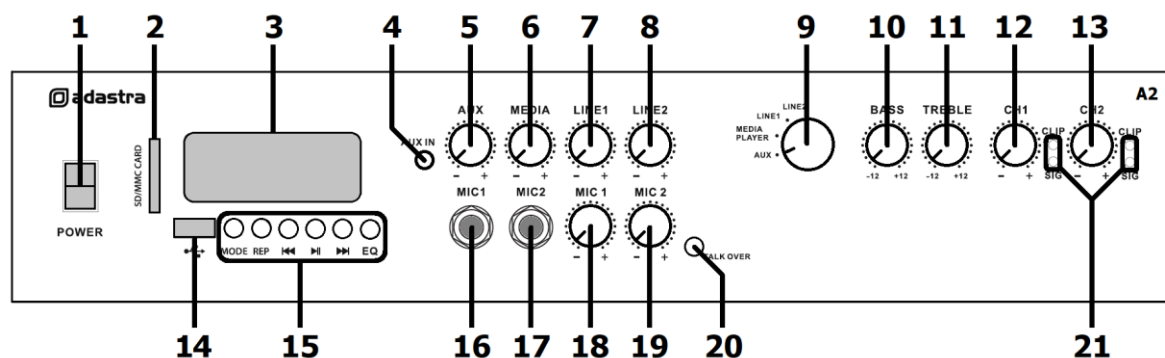 1 2 3 4 5 6 7 8 9 10 11 12 13
adastra
A2
AUX MEDIA LINE1 LINE2
LINE2
LINE1
MEDIA
PLAYER
AUX
BASS TREBLE CH1 CH2
CLIP CLIP
SIG SIG
AUX IN
- + - + - + - + -12 +12 -12 +12 - + - +
SD/MMC CARD
POWER
MIC1 MIC2 MIC 1 MIC 2
- + - +
TALK OVER
MODE REP EQ
14 15 16 17 18 19 20 21